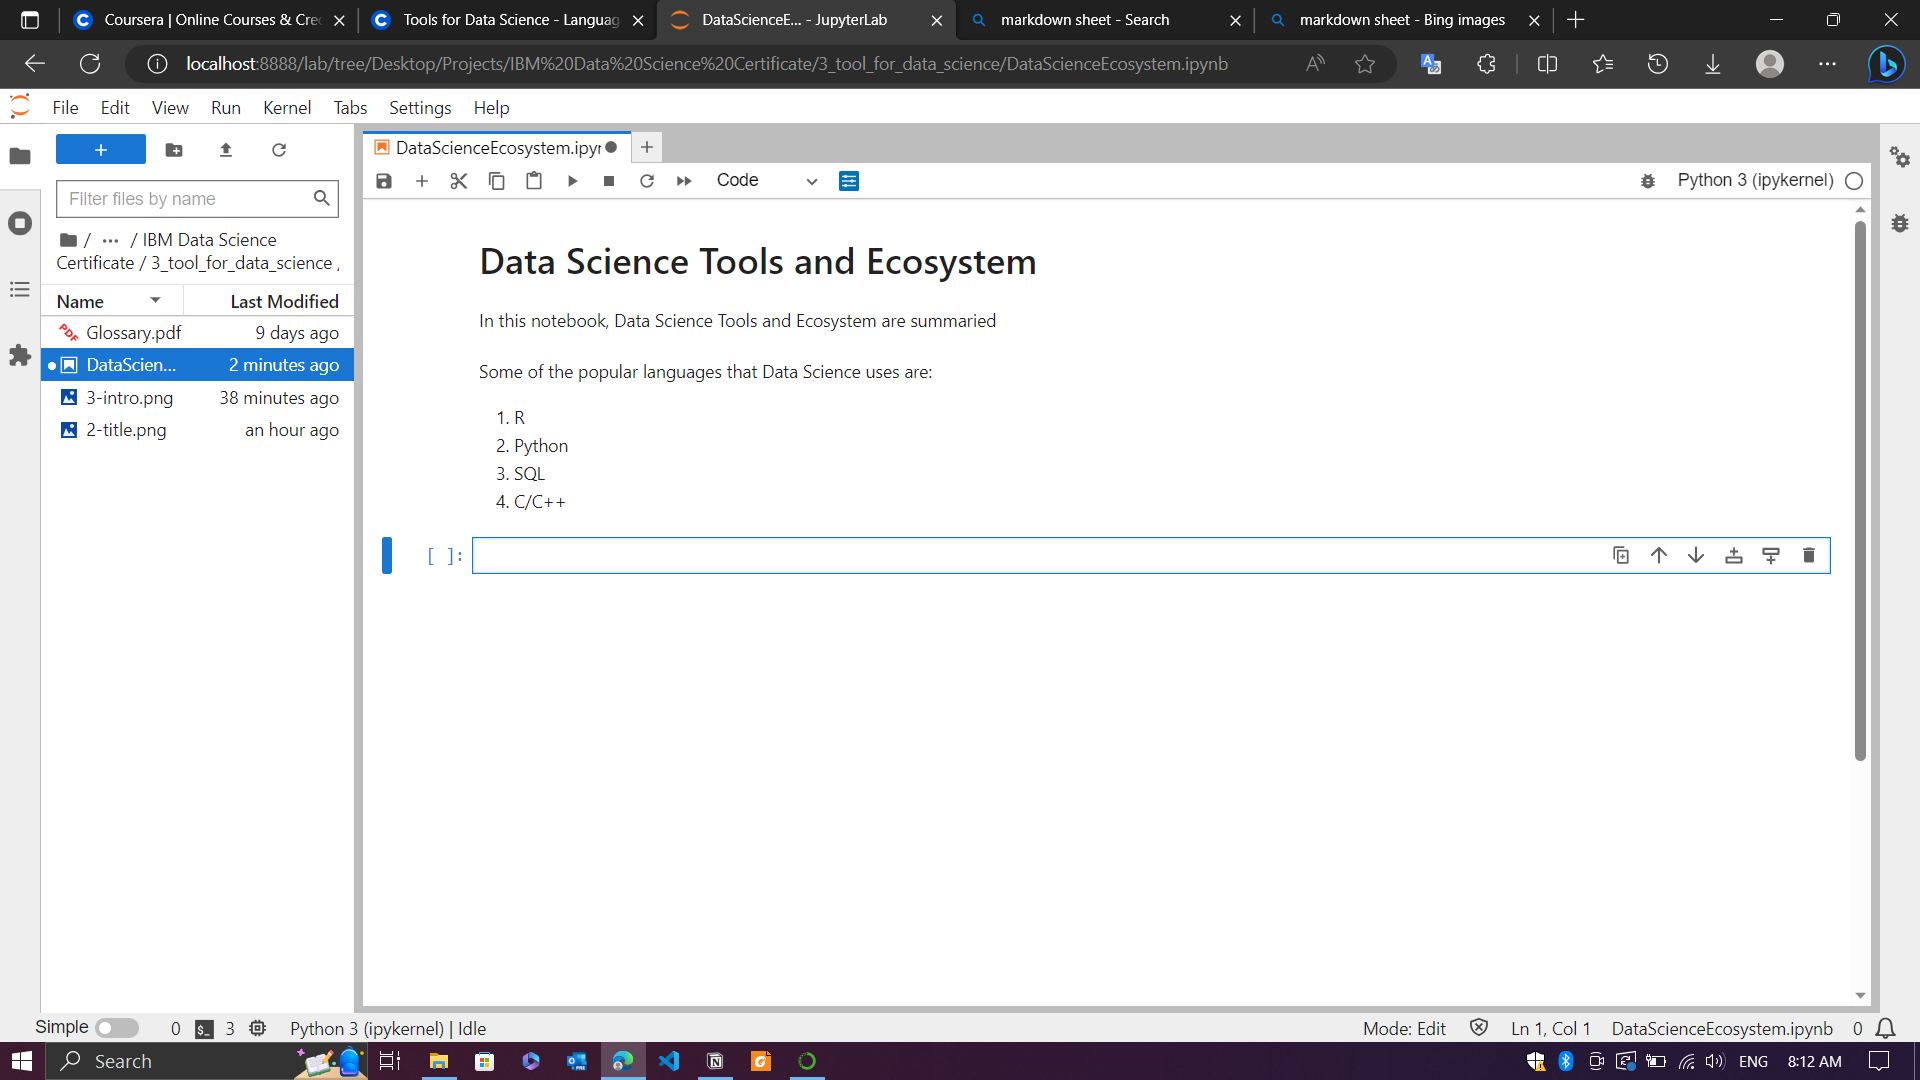 Coursera | Online Courses & Crec
Tools for Data Science - Languag
DataScienceE... - JupyterLab
markdown sheet - Search
markdown sheet - Bing images
localhost:8888/lab/tree/Desktop/Projects/IBM%20Data%20Science%20Certificate/3_tool_for_data_science/DataScienceEcosystem.ipynb
File Edit View Run Kernel Tabs Settings Help
DataScienceEcosystem.ipyr
Code
Python 3 (ipykernel)
Filter files by name
/ ··· / IBM Data Science
Certificate / 3_tool_for_data_science /
Name Last Modified
Glossary.pdf 9 days ago
DataScien... 2 minutes ago
3-intro.png 38 minutes ago
2-title.png an hour ago
Data Science Tools and Ecosystem
In this notebook, Data Science Tools and Ecosystem are summaried
Some of the popular languages that Data Science uses are:
1. R
2. Python
3. SQL
4. C/C++
[ ]:
Simple 0 $_ 3 Python 3 (ipykernel) | Idle
Mode: Edit Ln 1, Col 1 DataScienceEcosystem.ipynb 0
Search
ENG 8:12 AM